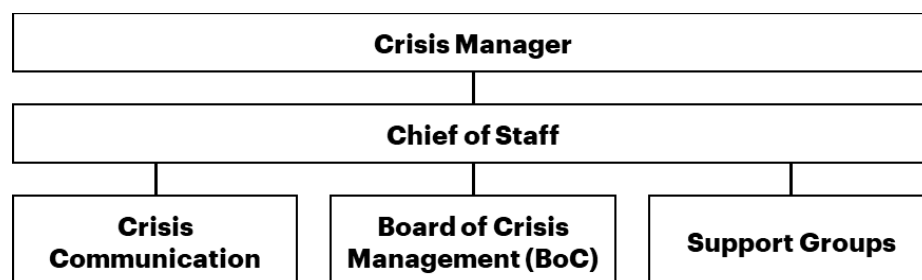 Crisis Manager
Chief of Staff
Crisis
Communication
Board of Crisis
Management (BoC)
Support Groups